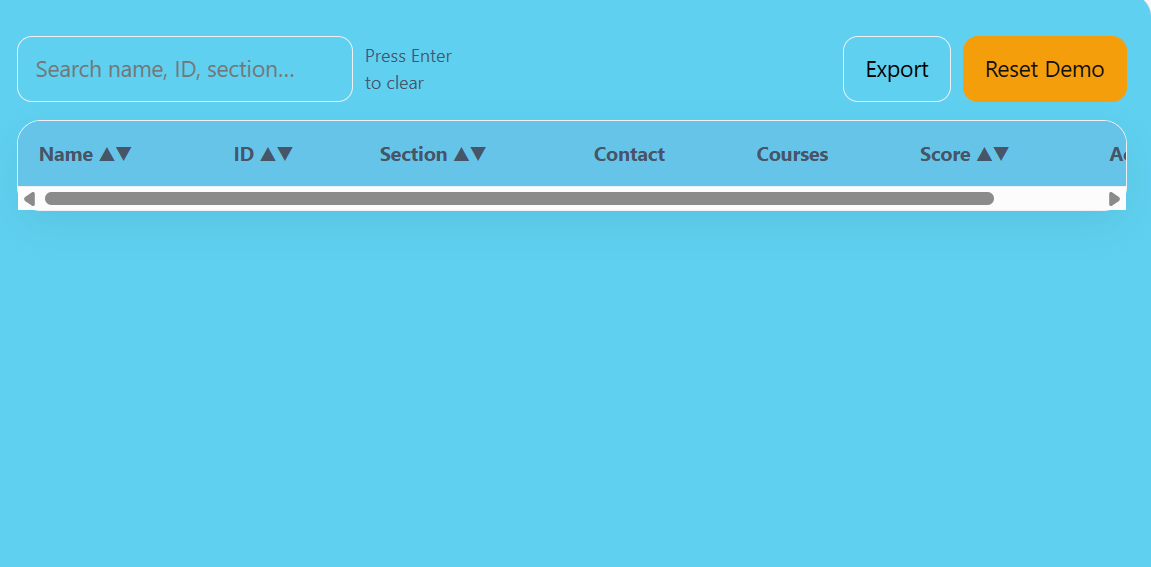 Search name, ID, section...
Press Enter
to clear
Export
Reset Demo
Name ▲▼ ID ▲▼ Section ▲▼ Contact Courses Score ▲▼